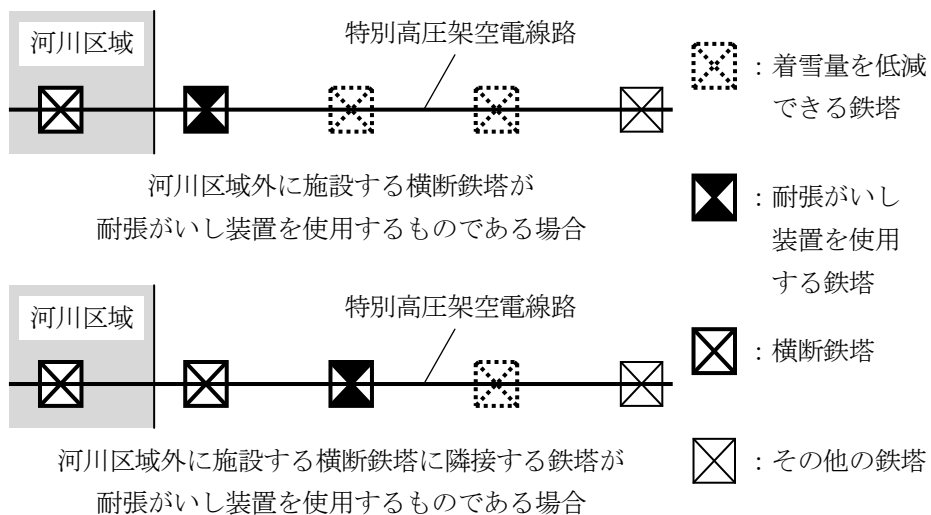 河川区域
特別高圧架空電線路
河川区域外に施設する横断鉄塔が
耐張がいし装置を使用するものである場合
河川区域
特別高圧架空電線路
河川区域外に施設する横断鉄塔に隣接する鉄塔が
耐張がいし装置を使用するものである場合
：着雪量を低減
できる鉄塔
：耐張がいし
装置を使用
する鉄塔
：横断鉄塔
：その他の鉄塔